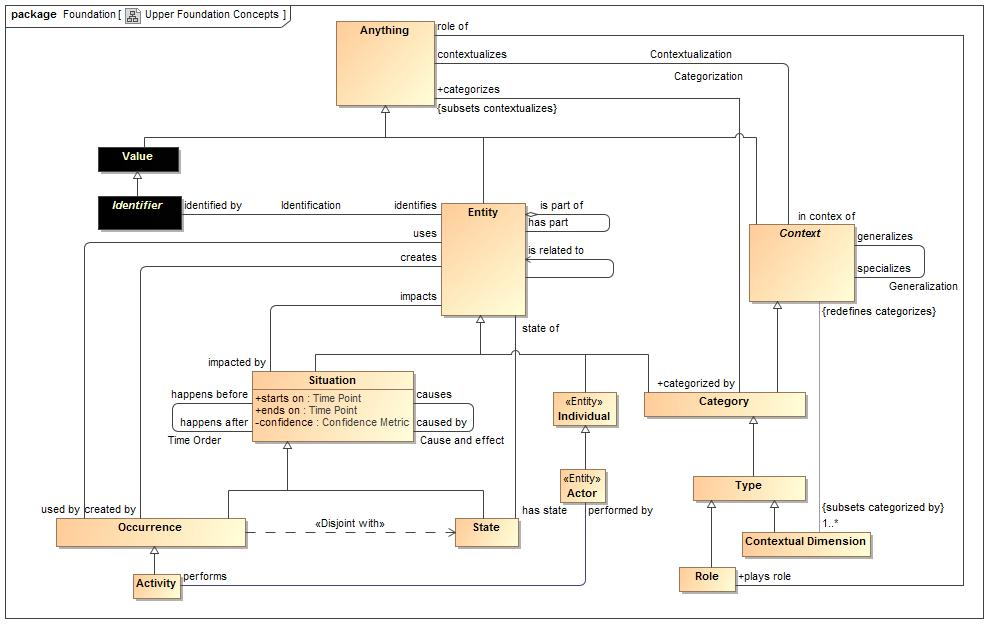 package Foundation [ Upper Foundation Concepts ]
Anything
role of
contextualizes
Contextualization
Categorization
+categorizes
{subsets contextualizes}
Value
Identifier
identified by
Identification
identifies
Entity
is part of
has part
uses
is related to
creates
impacts
state of
in contex of
Context
generalizes
specializes
Generalization
{redefines categorizes}
impacted by
Situation
+starts on : Time Point
+ends on : Time Point
-confidence : Confidence Metric
happens before
happens after
Time Order
causes
caused by
Cause and effect
«Entity»
Individual
+categorized by
Category
«Entity»
Actor
Type
used by
created by
Occurrence
«Disjoint with»
has state
State
performed by
{subsets categorized by}
1..*
Contextual Dimension
Activity
performs
Role
+plays role